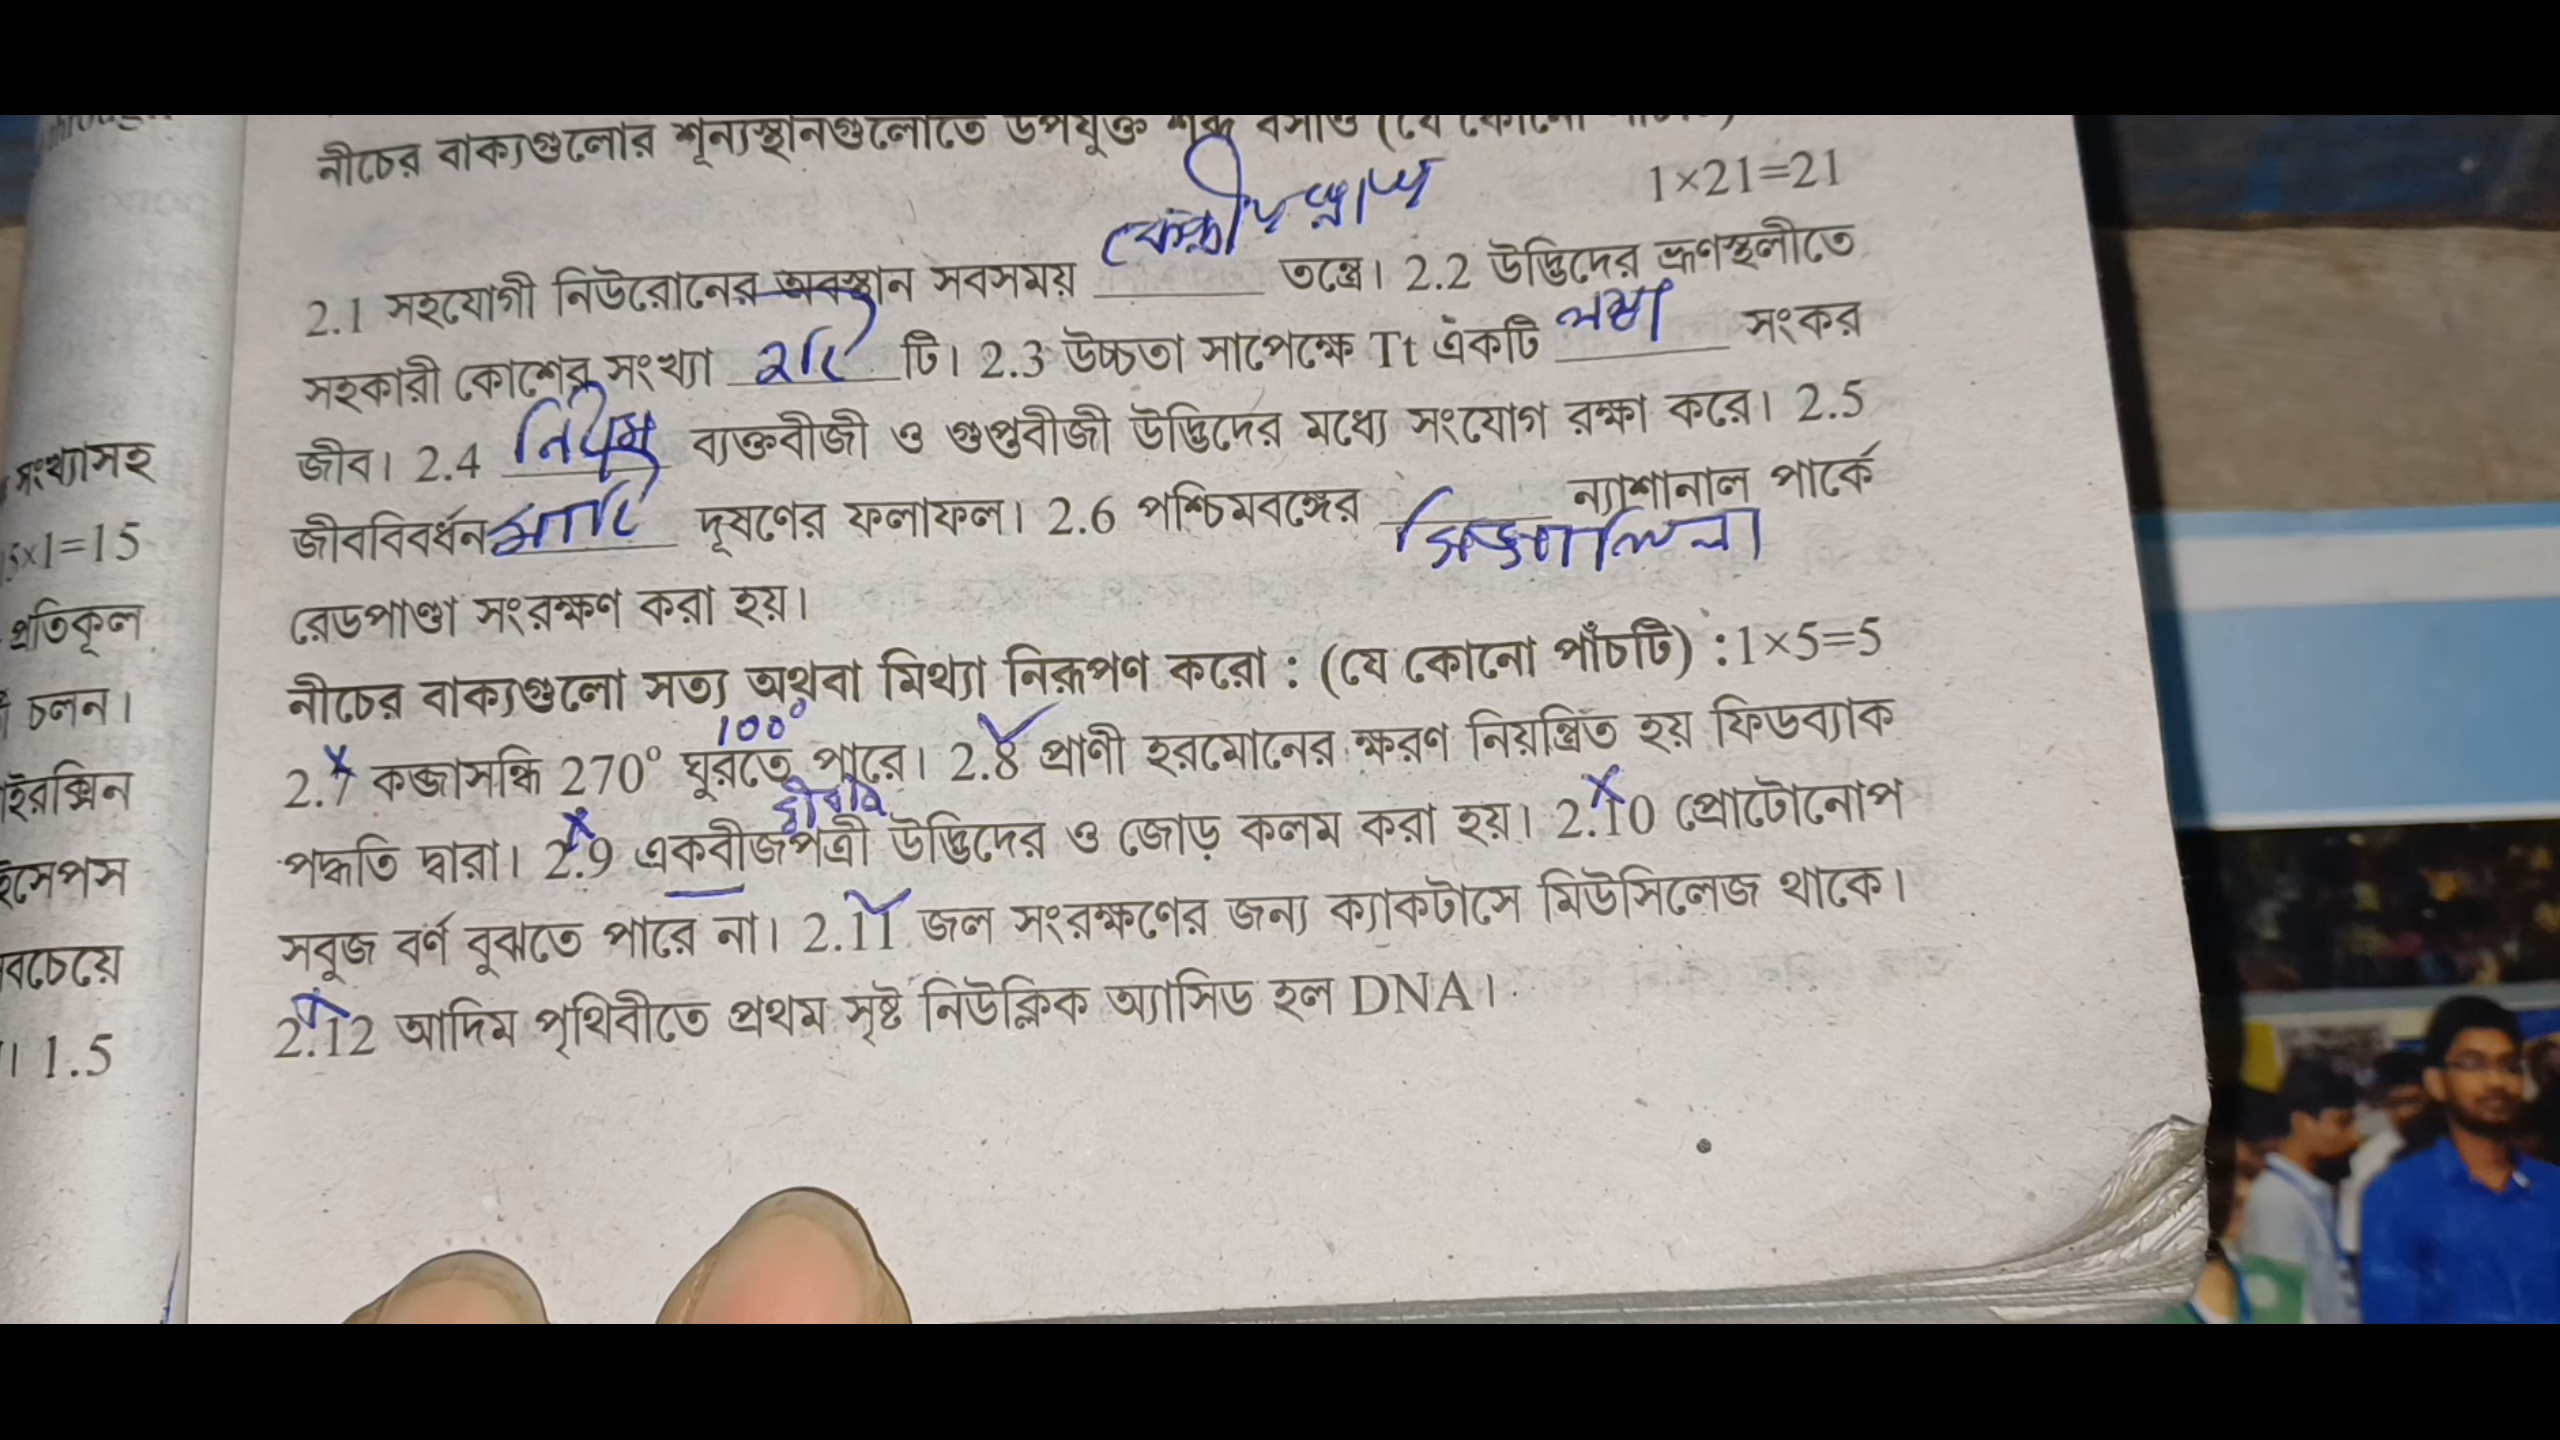 নীচের বাক্যগুলোর শূন্যস্থানগুলোতে উপযুক্ত শব্দ বসাও (যে কোনো
1×21=21
কেন্দ্রীয় স্নায়ু
2.1 সহযোগী নিউরোনের অবস্থান সবসময় ______ তন্ত্রে। 2.2 উদ্ভিদের ভ্রূণস্থলীতে
সহকারী কোশের সংখ্যা 2টি টি। 2.3 উচ্চতা সাপেক্ষে Tt একটি লম্বা সংকর
জীব। 2.4 নিটাম ব্যক্তবীজী ও গুপ্তবীজী উদ্ভিদের মধ্যে সংযোগ রক্ষা করে। 2.5
জীববিবর্ধন মাটি দূষণের ফলাফল। 2.6 পশ্চিমবঙ্গের ______ ন্যাশানাল পার্কে
সিঙ্গালিলা
রেডপাণ্ডা সংরক্ষণ করা হয়।
নীচের বাক্যগুলো সত্য অথবা মিথ্যা নিরূপণ করো : (যে কোনো পাঁচটি) :1×5=5
100°
2.7 কব্জাসন্ধি 270° ঘুরতে পারে। 2.8 প্রাণী হরমোনের ক্ষরণ নিয়ন্ত্রিত হয় ফিডব্যাক
পদ্ধতি দ্বারা। 2.9 একবীজপত্রী উদ্ভিদের ও জোড় কলম করা হয়। 2.10 প্রোটোনোপ
সবুজ বর্ণ বুঝতে পারে না। 2.11 জল সংরক্ষণের জন্য ক্যাকটাসে মিউসিলেজ থাকে।
2.12 আদিম পৃথিবীতে প্রথম সৃষ্ট নিউক্লিক অ্যাসিড হল DNA।
সংখ্যাসহ
5×1=15
প্রতিকূল
চলন।
বচেয়ে
। 1.5